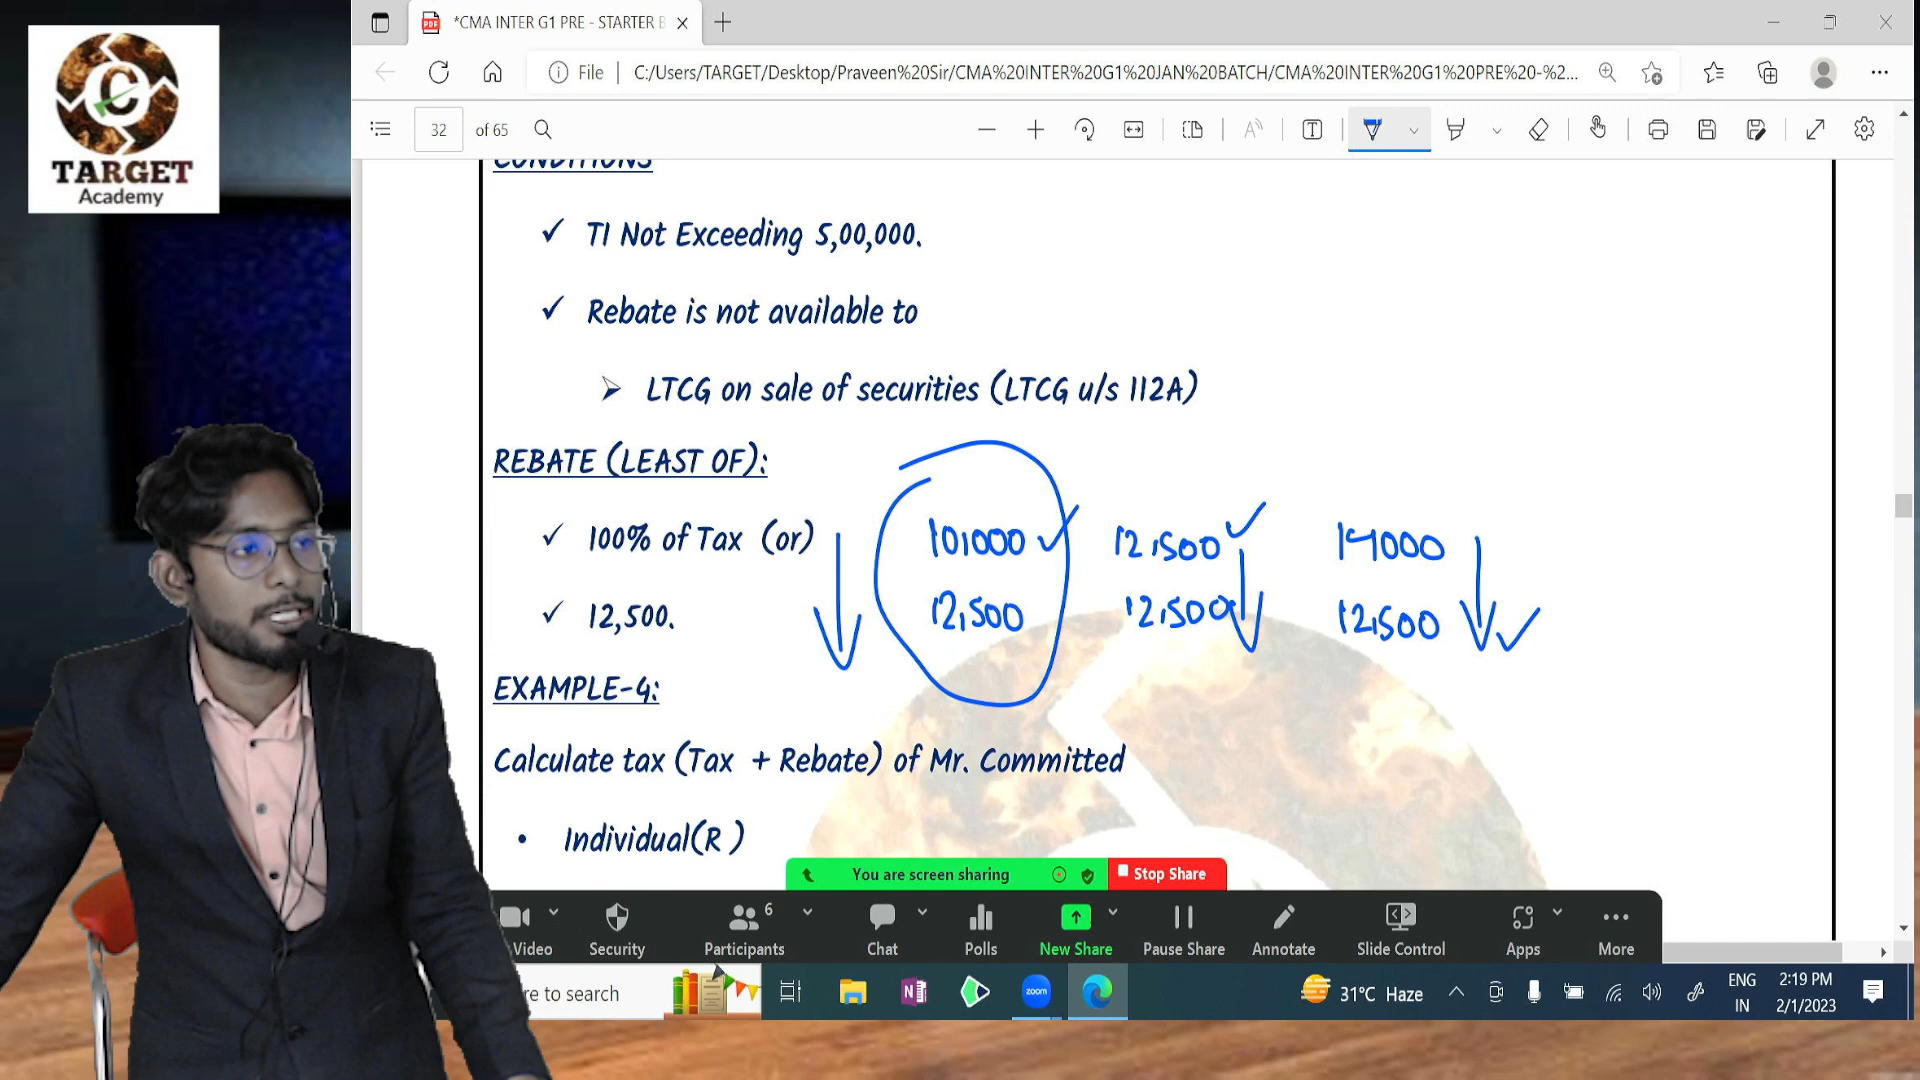 *CMA INTER G1 PRE - STARTER B
File
C:/Users/TARGET/Desktop/Praveen%20Sir/CMA%20INTER%20G1%20JAN%20BATCH/CMA%20INTER%20G1%20PRE%20-%2...
32 of 65
C
TARGET
Academy
CONDITIONS
✓ TI Not Exceeding 5,00,000.
✓ Rebate is not available to
➢ LTCG on sale of securities (LTCG u/s 112A)
REBATE (LEAST OF):
✓ 100% of Tax (or) 10,000 ✓ 12,500 ✓ 14000
✓ 12,500. 12,500 12,500 12,500 ✓
EXAMPLE-4:
Calculate tax (Tax + Rebate) of Mr. Committed
• Individual(R )
You are screen sharing Stop Share
6
Video Security Participants Chat Polls New Share Pause Share Annotate Slide Control Apps More
re to search
N
zoom
31°C Haze
ENG
IN
2:19 PM
2/1/2023